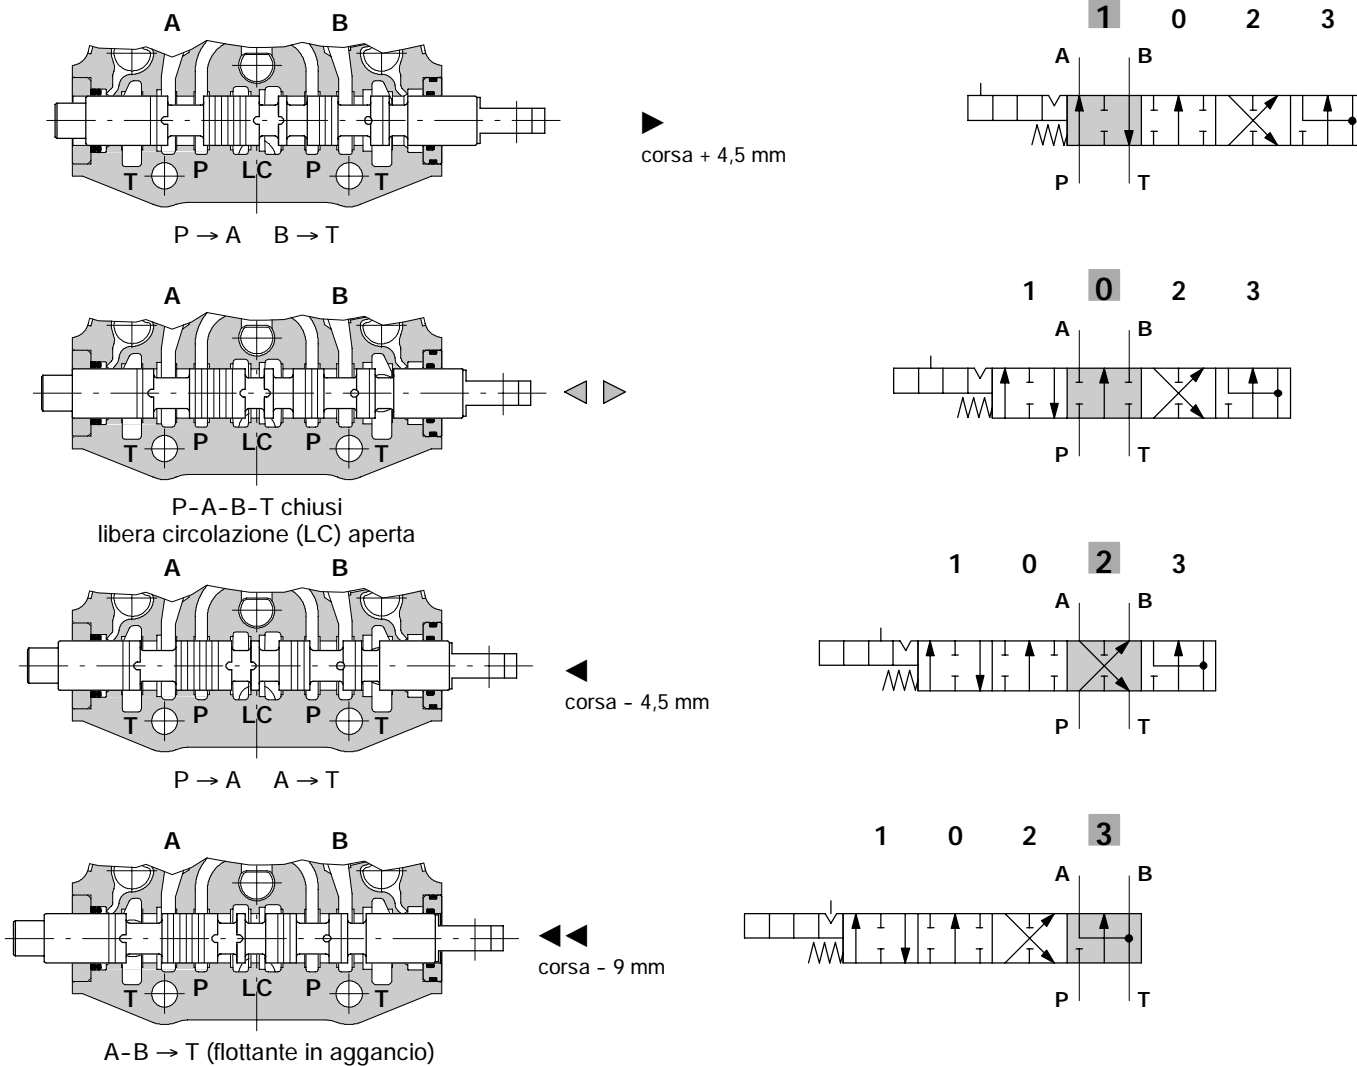 A B
T P LC P T
P → A B → T
corsa + 4,5 mm
1 0 2 3
A B
P T
A B
T P LC P T
P-A-B-T chiusi
libera circolazione (LC) aperta
1 0 2 3
A B
P T
A B
T P LC P T
P → A A → T
corsa - 4,5 mm
1 0 2 3
A B
P T
A B
T P LC P T
A-B → T (flottante in aggancio)
corsa - 9 mm
1 0 2 3
A B
P T